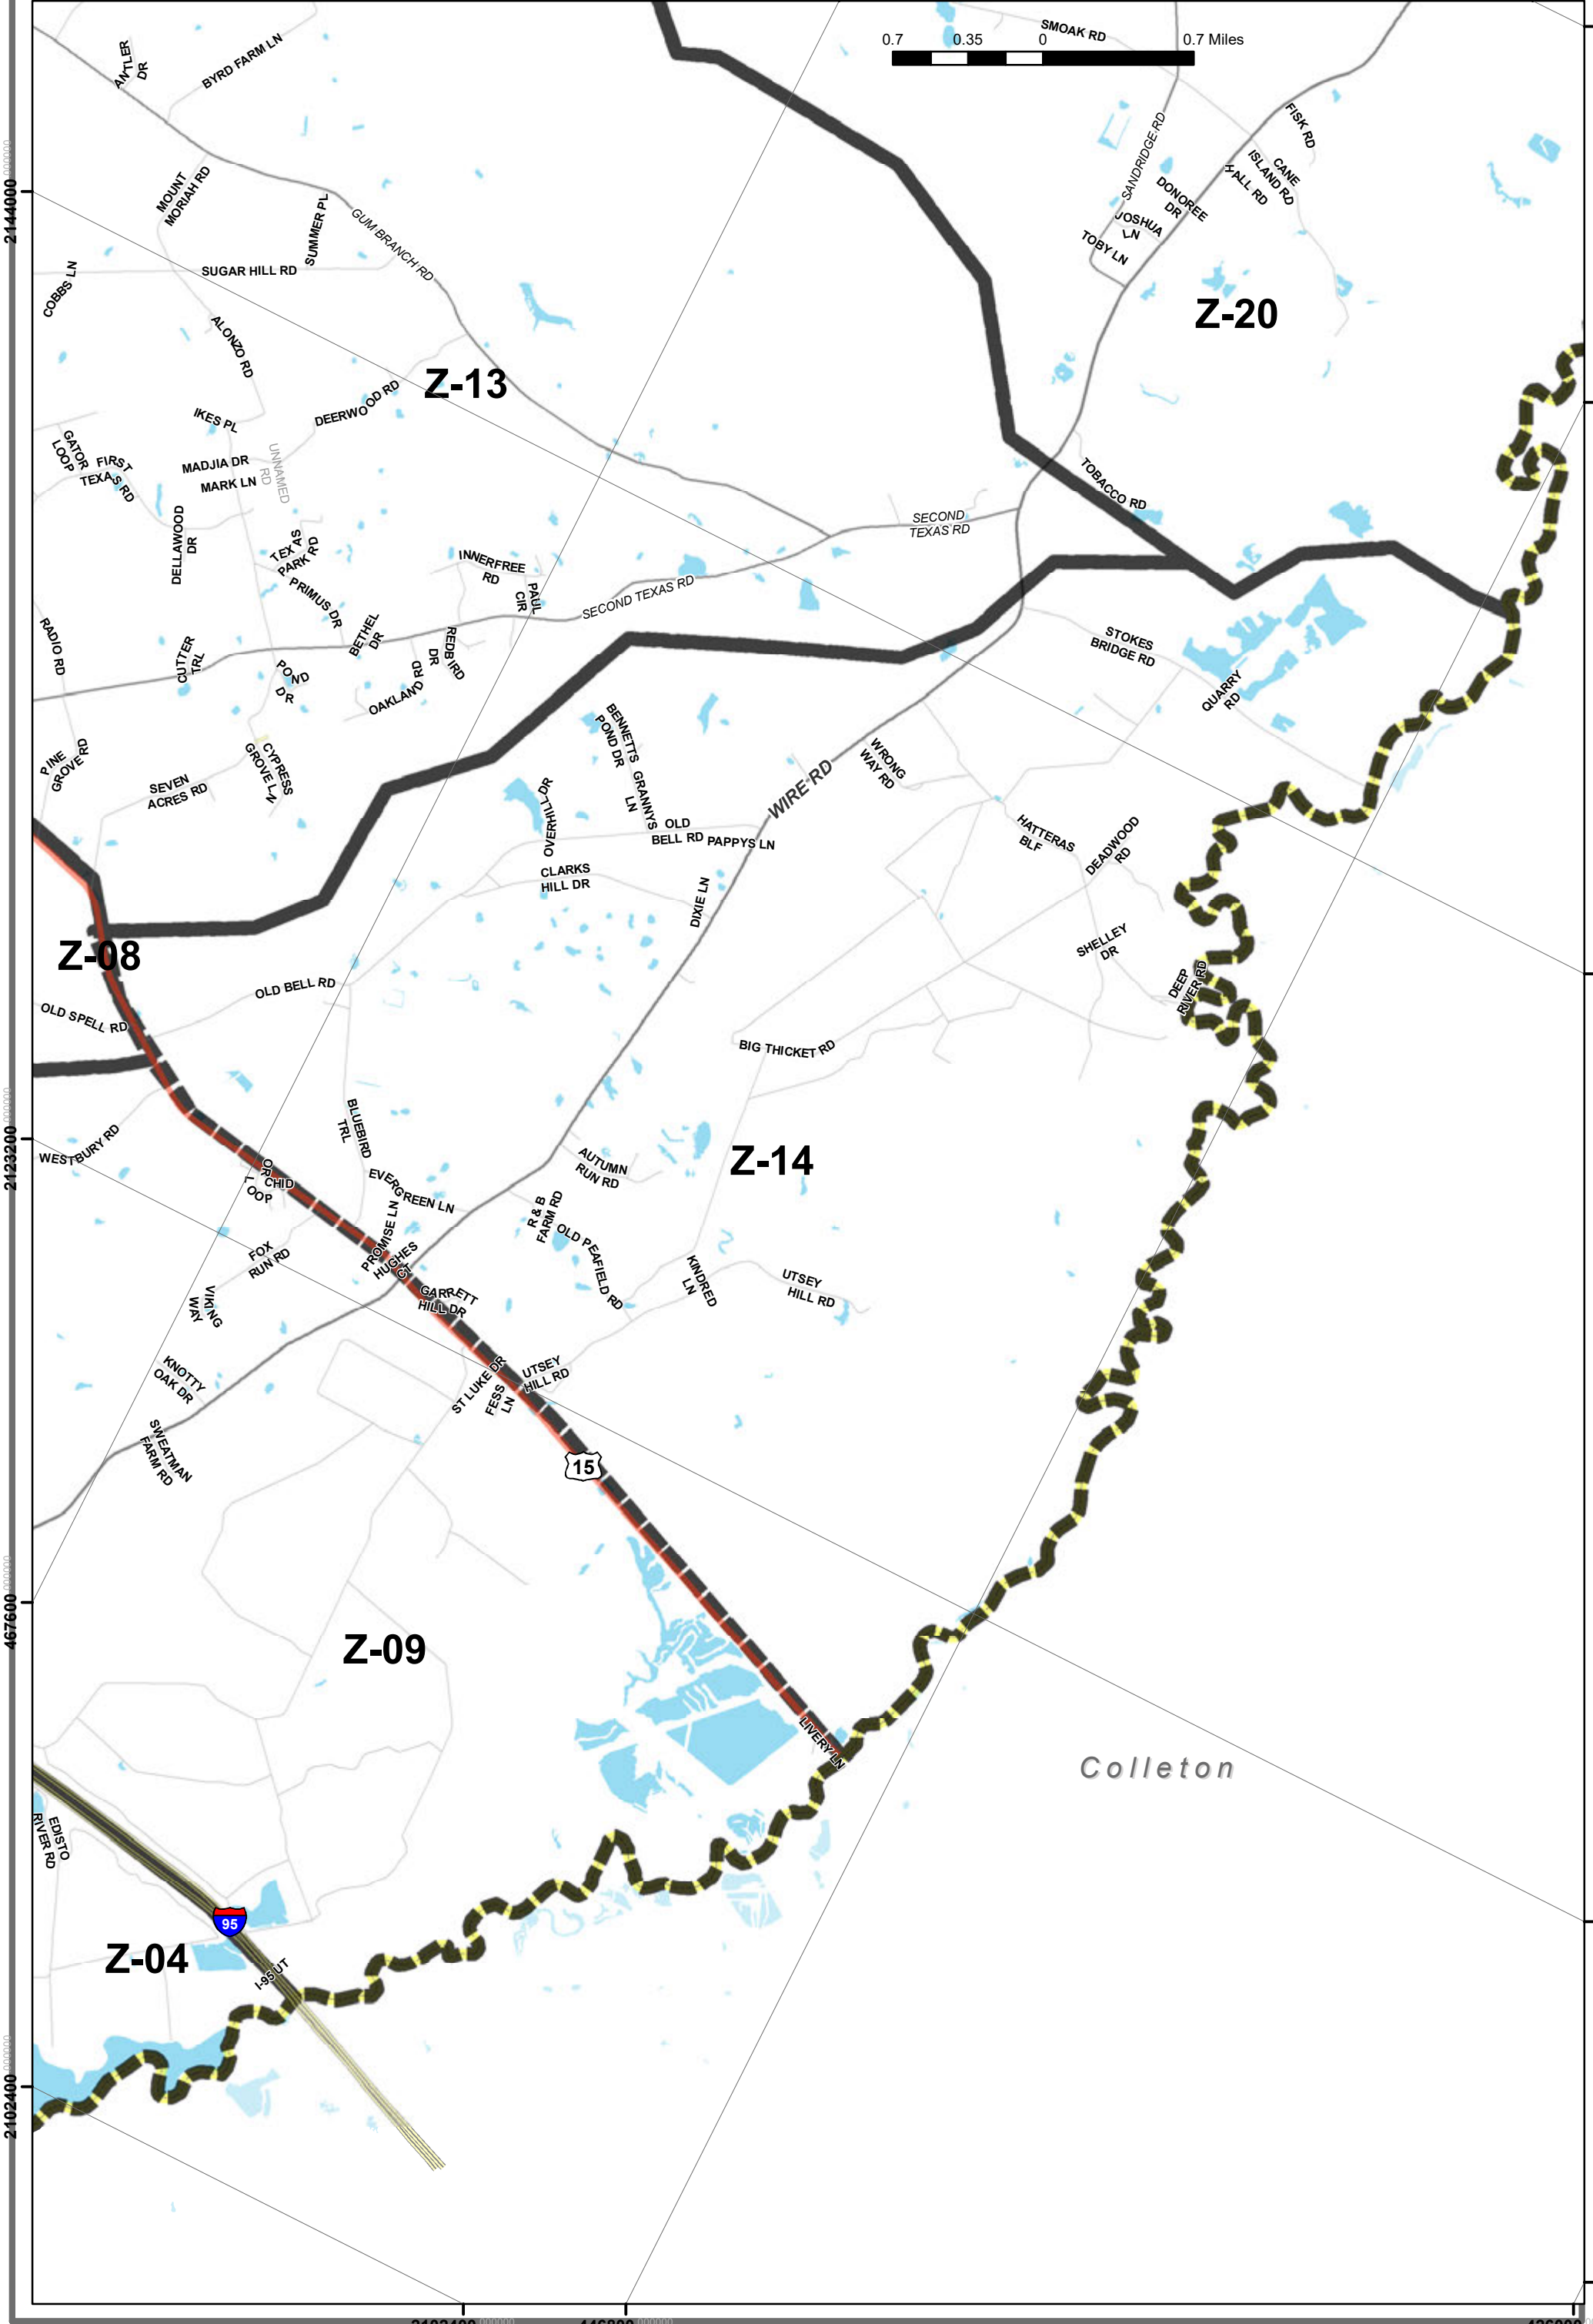 SMOAK RD
0.7 0.35 0 0.7 Miles
ANTLER
DR
BYRD FARM LN
FISK RD
SANDRIDGE RD
CANE
ISLAND RD
HALL RD
DONOREE
DR
JOSHUA
LN
TOBY LN
2144000.000000
MOUNT
MORIAH RD
SUMMER PL
GUM BRANCH RD
SUGAR HILL RD
COBBS LN
Z-20
ALONZO RD
Z-13
DEERWOOD RD
IKES PL
GATOR
LOOP
FIRST
TEXAS RD
MADJIA DR
MARK LN
UNNAMED
RD
TOBACCO RD
SECOND
TEXAS RD
DELLAWOOD
DR
TEXAS
PARK RD
PRIMUS DR
INNERFREE
RD
PAUL
CIR
SECOND TEXAS RD
BETHEL
DR
REDBIRD
DR
RADIO RD
CUTTER
TRL
POND
DR
OAKLAND RD
STOKES
BRIDGE RD
QUARRY
RD
PINE
GROVE RD
SEVEN
ACRES RD
CYPRESS
GROVE LN
BENNETTS
POND DR
GRANNYS
LN
WIRE RD
WRONG
WAY RD
OVERHILL DR
OLD
BELL RD
PAPPYS LN
HATTERAS
BLF
DEADWOOD
RD
CLARKS
HILL DR
DIXIE LN
Z-08
SHELLEY
DR
DEEP
RIVER RD
OLD BELL RD
OLD SPELL RD
BIG THICKET RD
2123200.000000
WESTBURY RD
BLUEBIRD
TRL
Z-14
AUTUMN
RUN RD
ORCHID
LOOP
EVERGREEN LN
R & B
FARM RD
PROMISE LN
HUGHES
CT
OLD PEAFIELD RD
FOX
RUN RD
VIKING
WAY
GARRETT
HILL DR
KINDRED
LN
UTSEY
HILL RD
KNOTTY
OAK DR
ST LUKE DR
FESS
LN
UTSEY
HILL RD
SWEATMAN
FARM RD
15
467600.000000
Z-09
LIVERY LN
Colleton
EDISTO
RIVER RD
95
Z-04
I-95 UT
2102400.000000